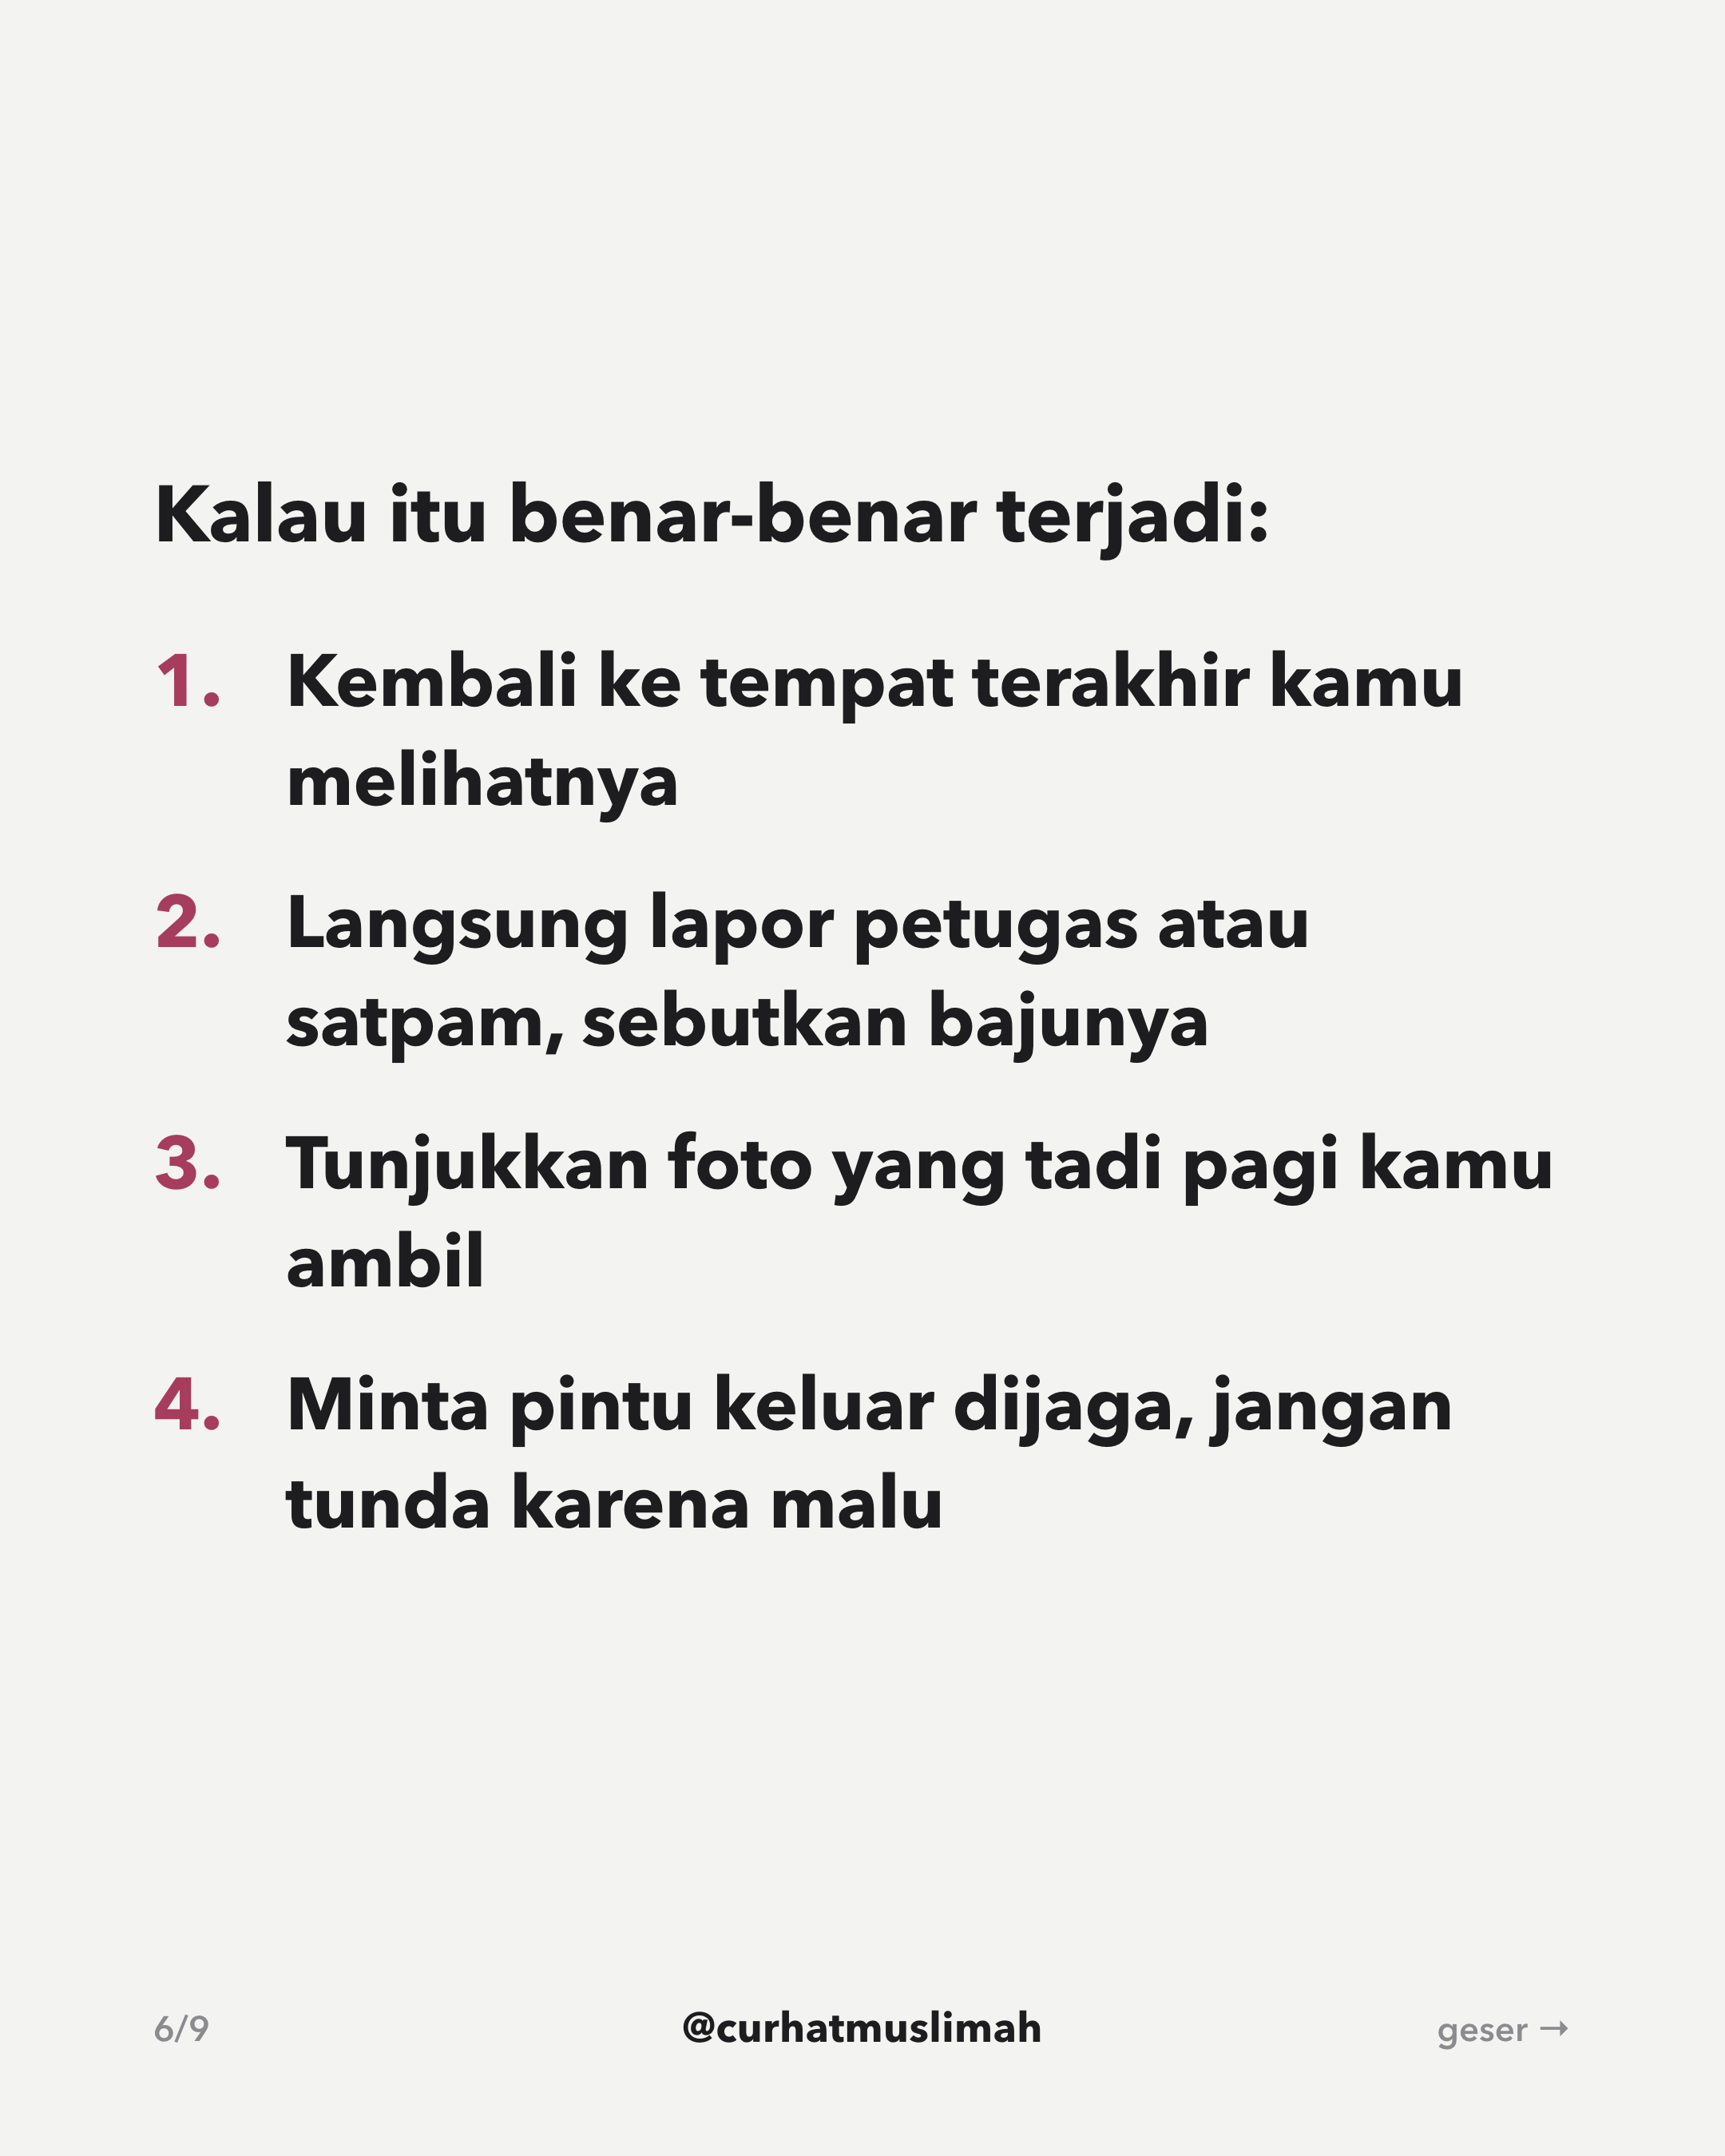 Kalau itu benar-benar terjadi:
1. Kembali ke tempat terakhir kamu
melihatnya
2. Langsung lapor petugas atau
satpam, sebutkan bajunya
3. Tunjukkan foto yang tadi pagi kamu
ambil
4. Minta pintu keluar dijaga, jangan
tunda karena malu
6/9 @curhatmuslimah geser →